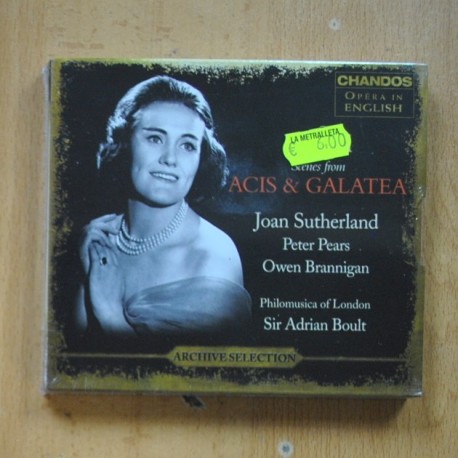 CHANDOS
OPERA IN
ENGLISH
LA METRALLETA
€ 6.00
Scenes from
ACIS & GALATEA
Joan Sutherland
Peter Pears
Owen Brannigan
Philomusica of London
Sir Adrian Boult
ARCHIVE SELECTION